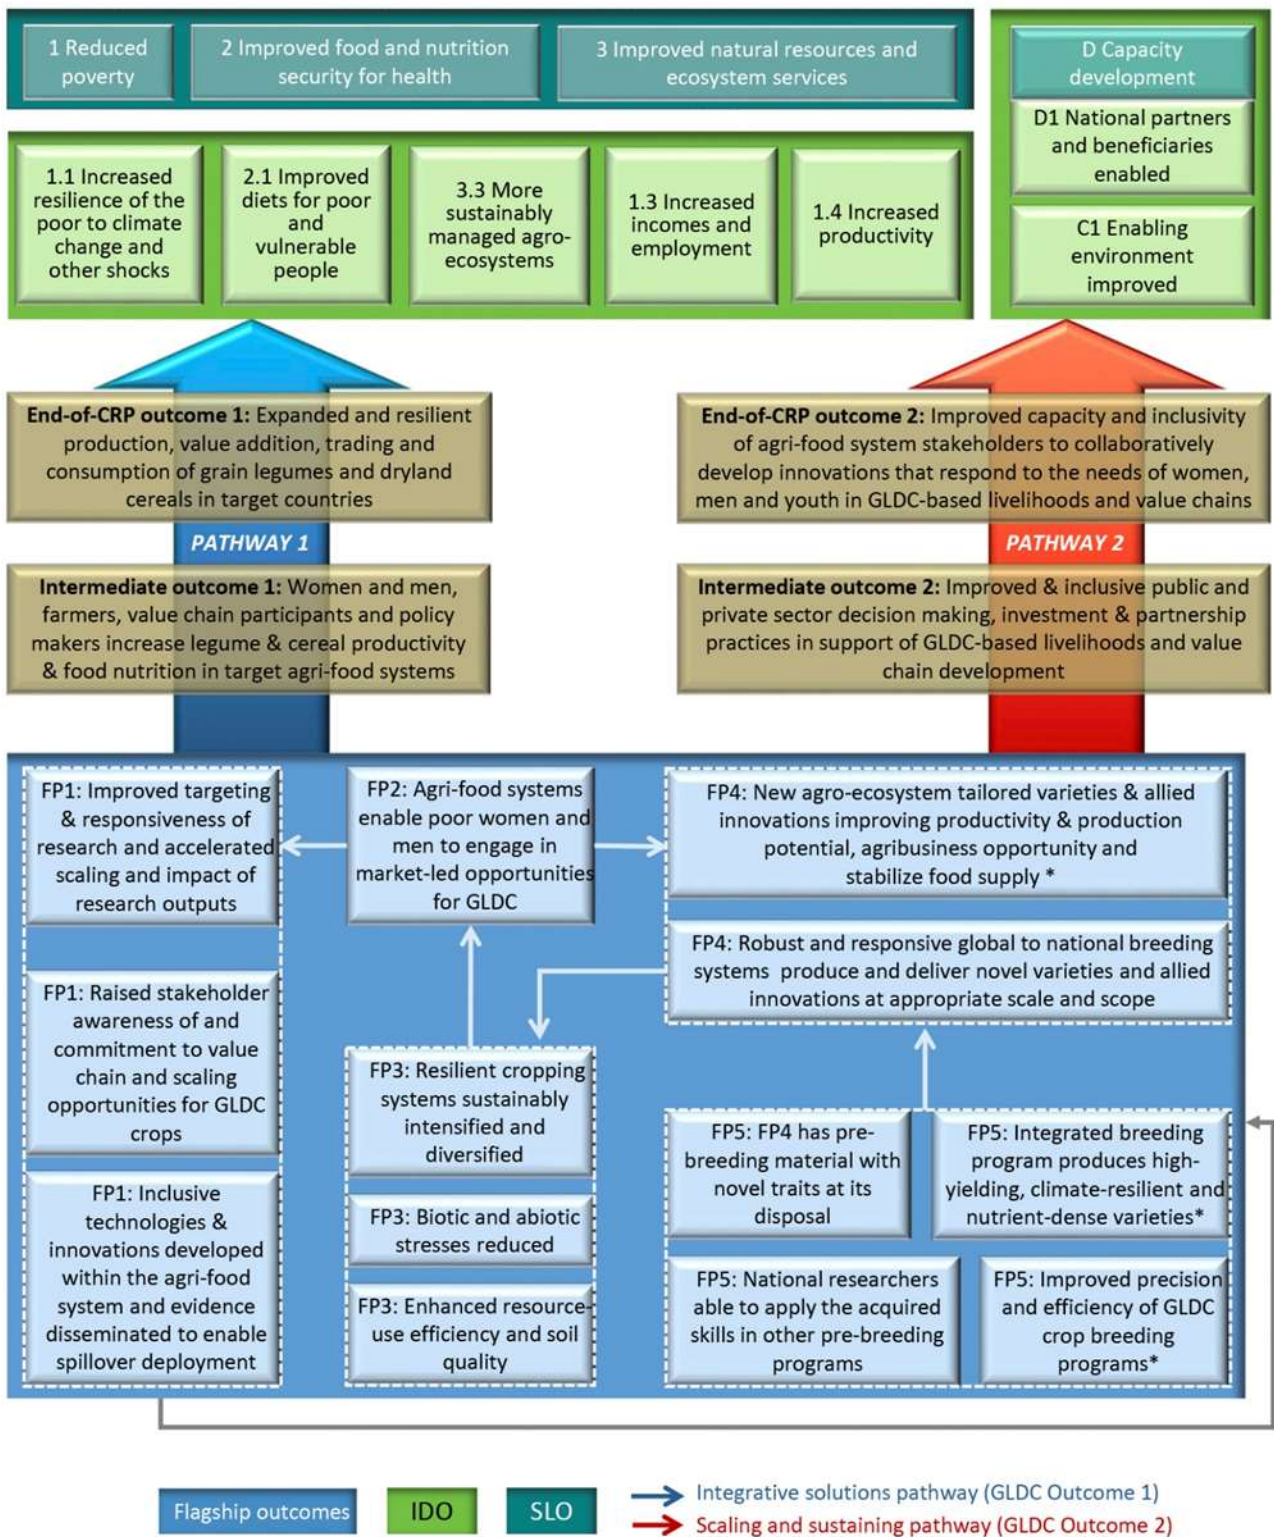 1 Reduced
poverty
2 Improved food and nutrition
security for health
3 Improved natural resources and
ecosystem services
D Capacity
development
D1 National partners
and beneficiaries
enabled
C1 Enabling
environment
improved
1.1 Increased
resilience of the
poor to climate
change and
other shocks
2.1 Improved
diets for poor
and
vulnerable
people
3.3 More
sustainably
managed agro-
ecosystems
1.3 Increased
incomes and
employment
1.4 Increased
productivity
End-of-CRP outcome 1: Expanded and resilient
production, value addition, trading and
consumption of grain legumes and dryland
cereals in target countries
PATHWAY 1
Intermediate outcome 1: Women and men,
farmers, value chain participants and policy
makers increase legume & cereal productivity
& food nutrition in target agri-food systems
End-of-CRP outcome 2: Improved capacity and inclusivity
of agri-food system stakeholders to collaboratively
develop innovations that respond to the needs of women,
men and youth in GLDC-based livelihoods and value chains
PATHWAY 2
Intermediate outcome 2: Improved & inclusive public and
private sector decision making, investment & partnership
practices in support of GLDC-based livelihoods and value
chain development
FP1: Improved targeting
& responsiveness of
research and accelerated
scaling and impact of
research outputs
FP1: Raised stakeholder
awareness of and
commitment to value
chain and scaling
opportunities for GLDC
crops
FP1: Inclusive
technologies &
innovations developed
within the agri-food
system and evidence
disseminated to enable
spillover deployment
FP2: Agri-food systems
enable poor women and
men to engage in
market-led opportunities
for GLDC
FP3: Resilient cropping
systems sustainably
intensified and
diversified
FP3: Biotic and abiotic
stresses reduced
FP3: Enhanced resource-
use efficiency and soil
quality
FP4: New agro-ecosystem tailored varieties & allied
innovations improving productivity & production
potential, agribusiness opportunity and
stabilize food supply *
FP4: Robust and responsive global to national breeding
systems produce and deliver novel varieties and allied
innovations at appropriate scale and scope
FP5: FP4 has pre-
breeding material with
novel traits at its
disposal
FP5: Integrated breeding
program produces high-
yielding, climate-resilient and
nutrient-dense varieties*
FP5: National researchers
able to apply the acquired
skills in other pre-breeding
programs
FP5: Improved precision
and efficiency of GLDC
crop breeding
programs*
Flagship outcomes
IDO
SLO
Integrative solutions pathway (GLDC Outcome 1)
Scaling and sustaining pathway (GLDC Outcome 2)